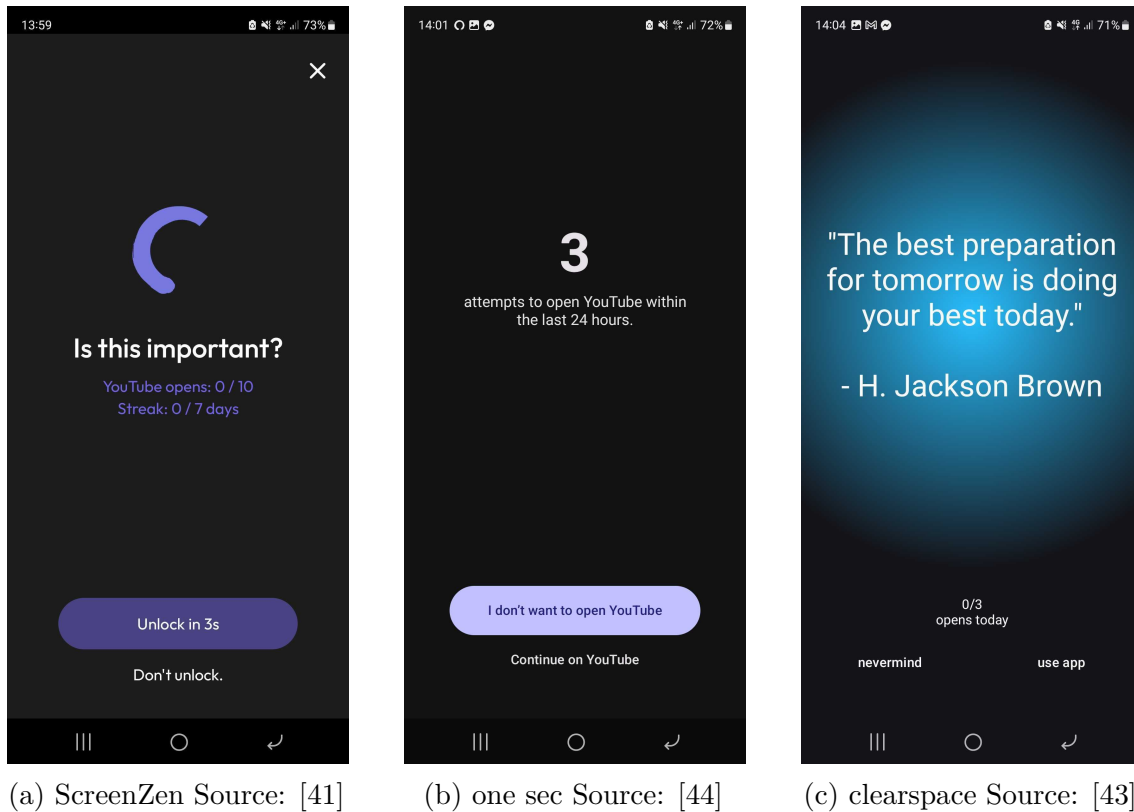 13:59
73%
Is this important?
YouTube opens: 0 / 10
Streak: 0 / 7 days
Unlock in 3s
Don't unlock.
(a) ScreenZen Source: [41]
14:01
72%
3
attempts to open YouTube within
the last 24 hours.
I don't want to open YouTube
Continue on YouTube
(b) one sec Source: [44]
14:04
71%
"The best preparation
for tomorrow is doing
your best today."
- H. Jackson Brown
0/3
opens today
nevermind
use app
(c) clearspace Source: [43]